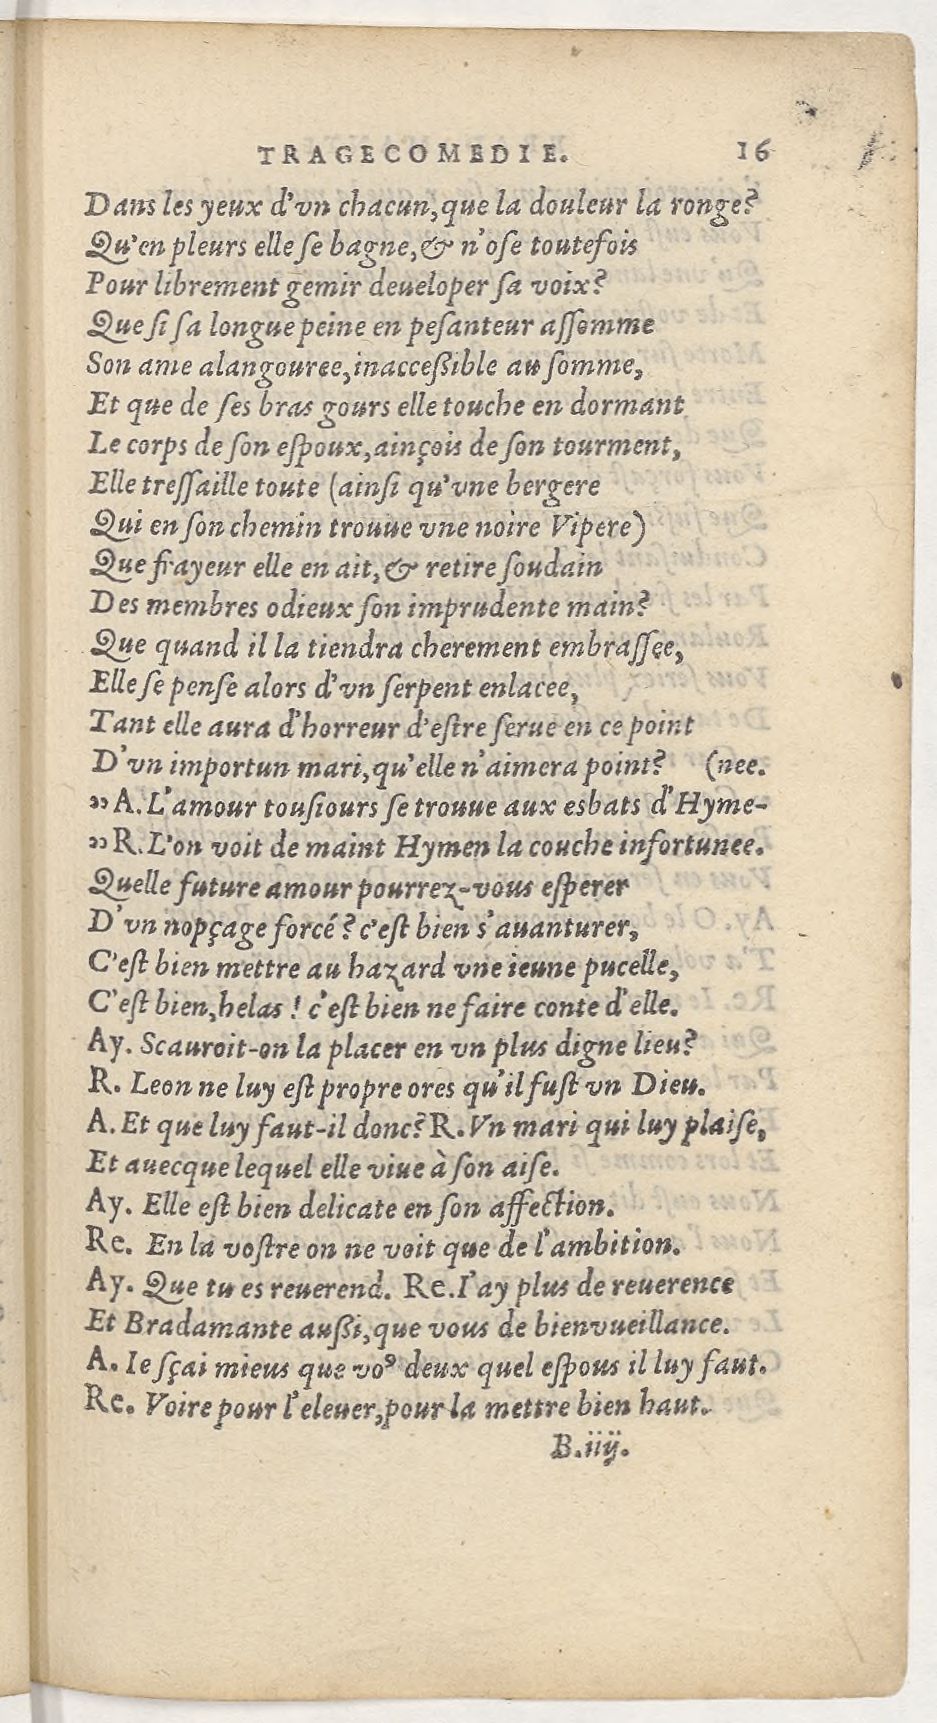 TRAGECOMEDIE. 16
Dans les yeux d'vn chacun, que la douleur la ronge?
Qu'en pleurs elle se bagne, & n'ose toutefois
Pour librement gemir deueloper sa voix?
Que si sa longue peine en pesanteur assomme
Son ame alangouree, inaccessible au somme,
Et que de ses bras gours elle touche en dormant
Le corps de son espoux, ainçois de son tourment,
Elle tressaille toute (ainsi qu'vne bergere
Qui en son chemin trouue vne noire Vipere)
Que frayeur elle en ait, & retire soudain
Des membres odieux son imprudente main?
Que quand il la tiendra cherement embrassee,
Elle se pense alors d'vn serpent enlacee,
Tant elle aura d'horreur d'estre serue en ce point
D'vn importun mari, qu'elle n'aimera point? (nee.
„ A. L'amour tousiours se trouue aux esbats d'Hyme-
„ R. L'on voit de maint Hymen la couche infortunee.
Quelle future amour pourrez-vous esperer
D'vn nopçage forcé? c'est bien s'auanturer,
C'est bien mettre au hazard vne ieune pucelle,
C'est bien, helas! c'est bien ne faire conte d'elle.
Ay. Scauroit-on la placer en vn plus digne lieu?
R. Leon ne luy est propre ores qu'il fust vn Dieu.
A. Et que luy faut-il donc? R. Vn mari qui luy plaise,
Et auecque lequel elle viue à son aise.
Ay. Elle est bien delicate en son affection.
Re. En la vostre on ne voit que de l'ambition.
Ay. Que tu es reuerend. Re. I'ay plus de reuerence
Et Bradamante aussi, que vous de bienvueillance.
A. Ie sçai mieus que voꝰ deux quel espous il luy faut.
Re. Voire pour l'eleuer, pour la mettre bien haut.
B.iiij.